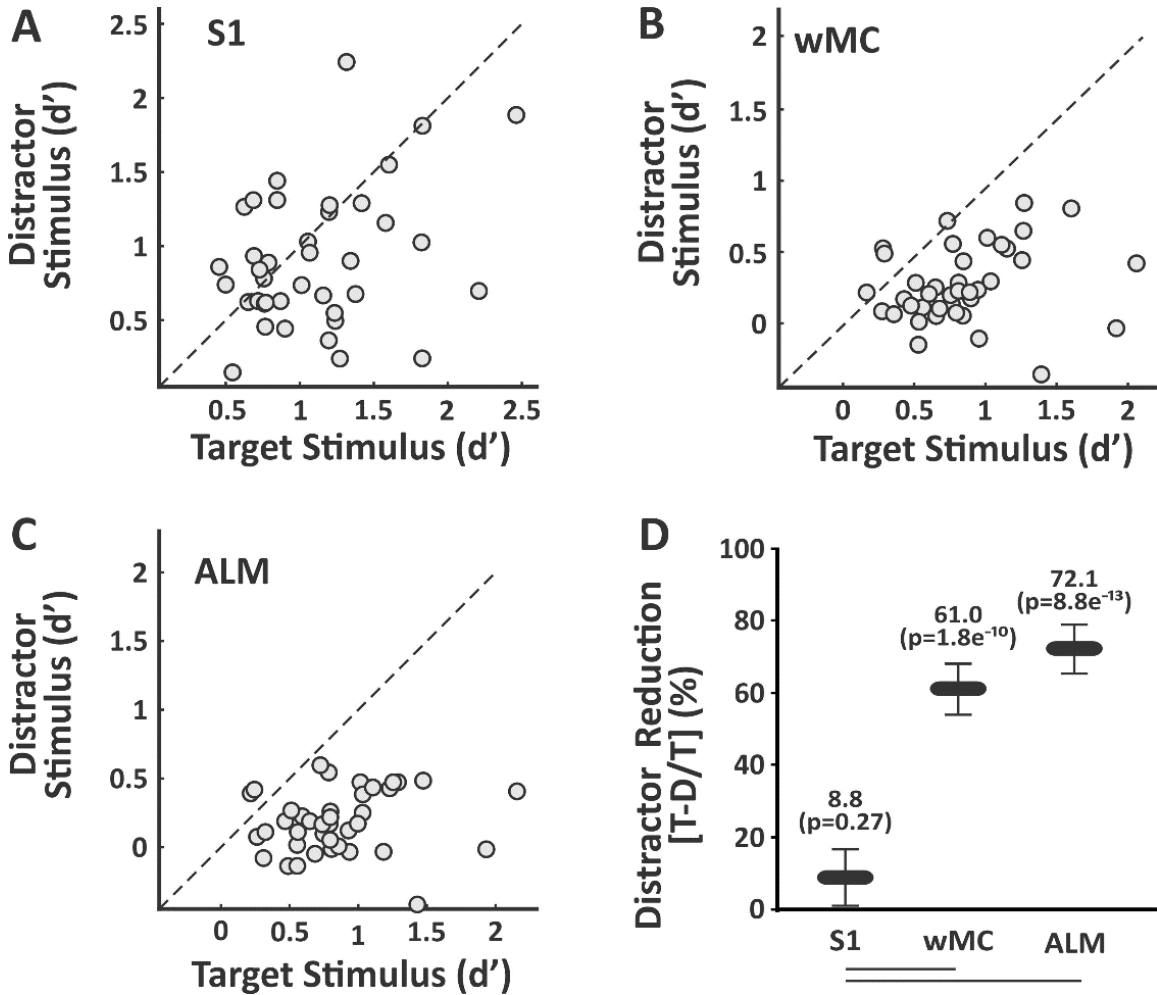 A
S1
Distractor
Stimulus (d’)
2.5
2
1.5
1
0.5
0.5 1 1.5 2 2.5
Target Stimulus (d’)
B
wMC
Distractor
Stimulus (d’)
2
1.5
1
0.5
0
0 0.5 1 1.5 2
Target Stimulus (d’)
C
ALM
Distractor
Stimulus (d’)
2
1.5
1
0.5
0
0 0.5 1 1.5 2
Target Stimulus (d’)
D
Distractor Reduction
[T-D/T] (%)
100
80
60
40
20
0
8.8
(p=0.27)
61.0
(p=1.8e⁻¹⁰)
72.1
(p=8.8e⁻¹³)
S1 wMC ALM